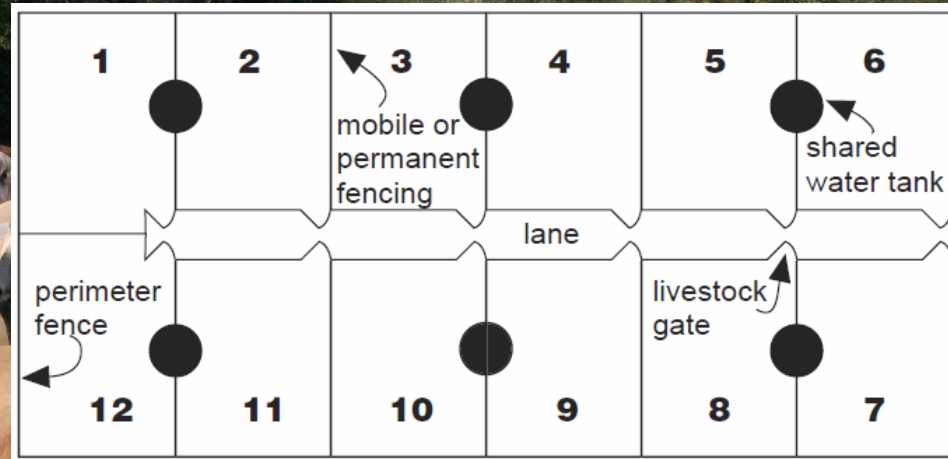 1
2
3
4
5
6
mobile or
permanent
fencing
shared
water tank
lane
perimeter
fence
livestock
gate
12
11
10
9
8
7